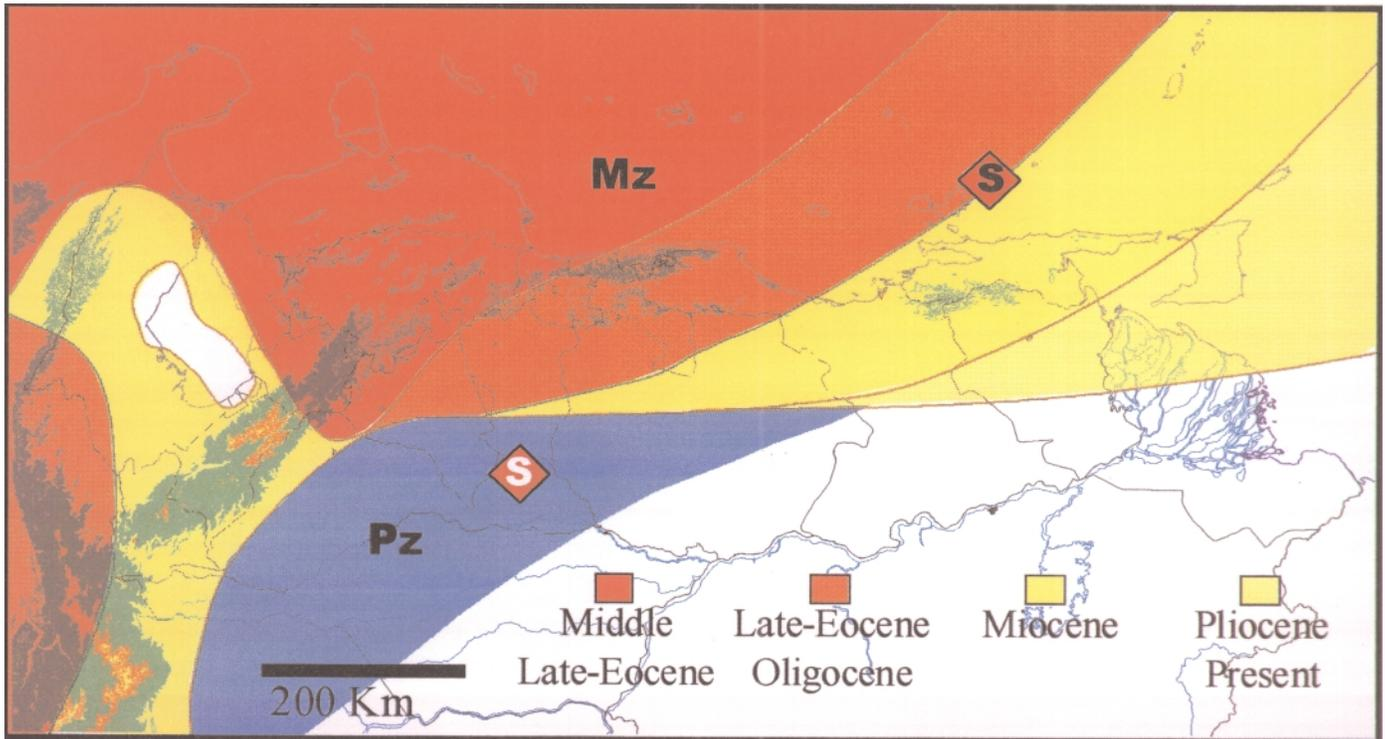 Mz
S
S
Pz
Middle
Late-Eocene
Late-Eocene
Oligocene
Miocene
Pliocene
Present
200 Km